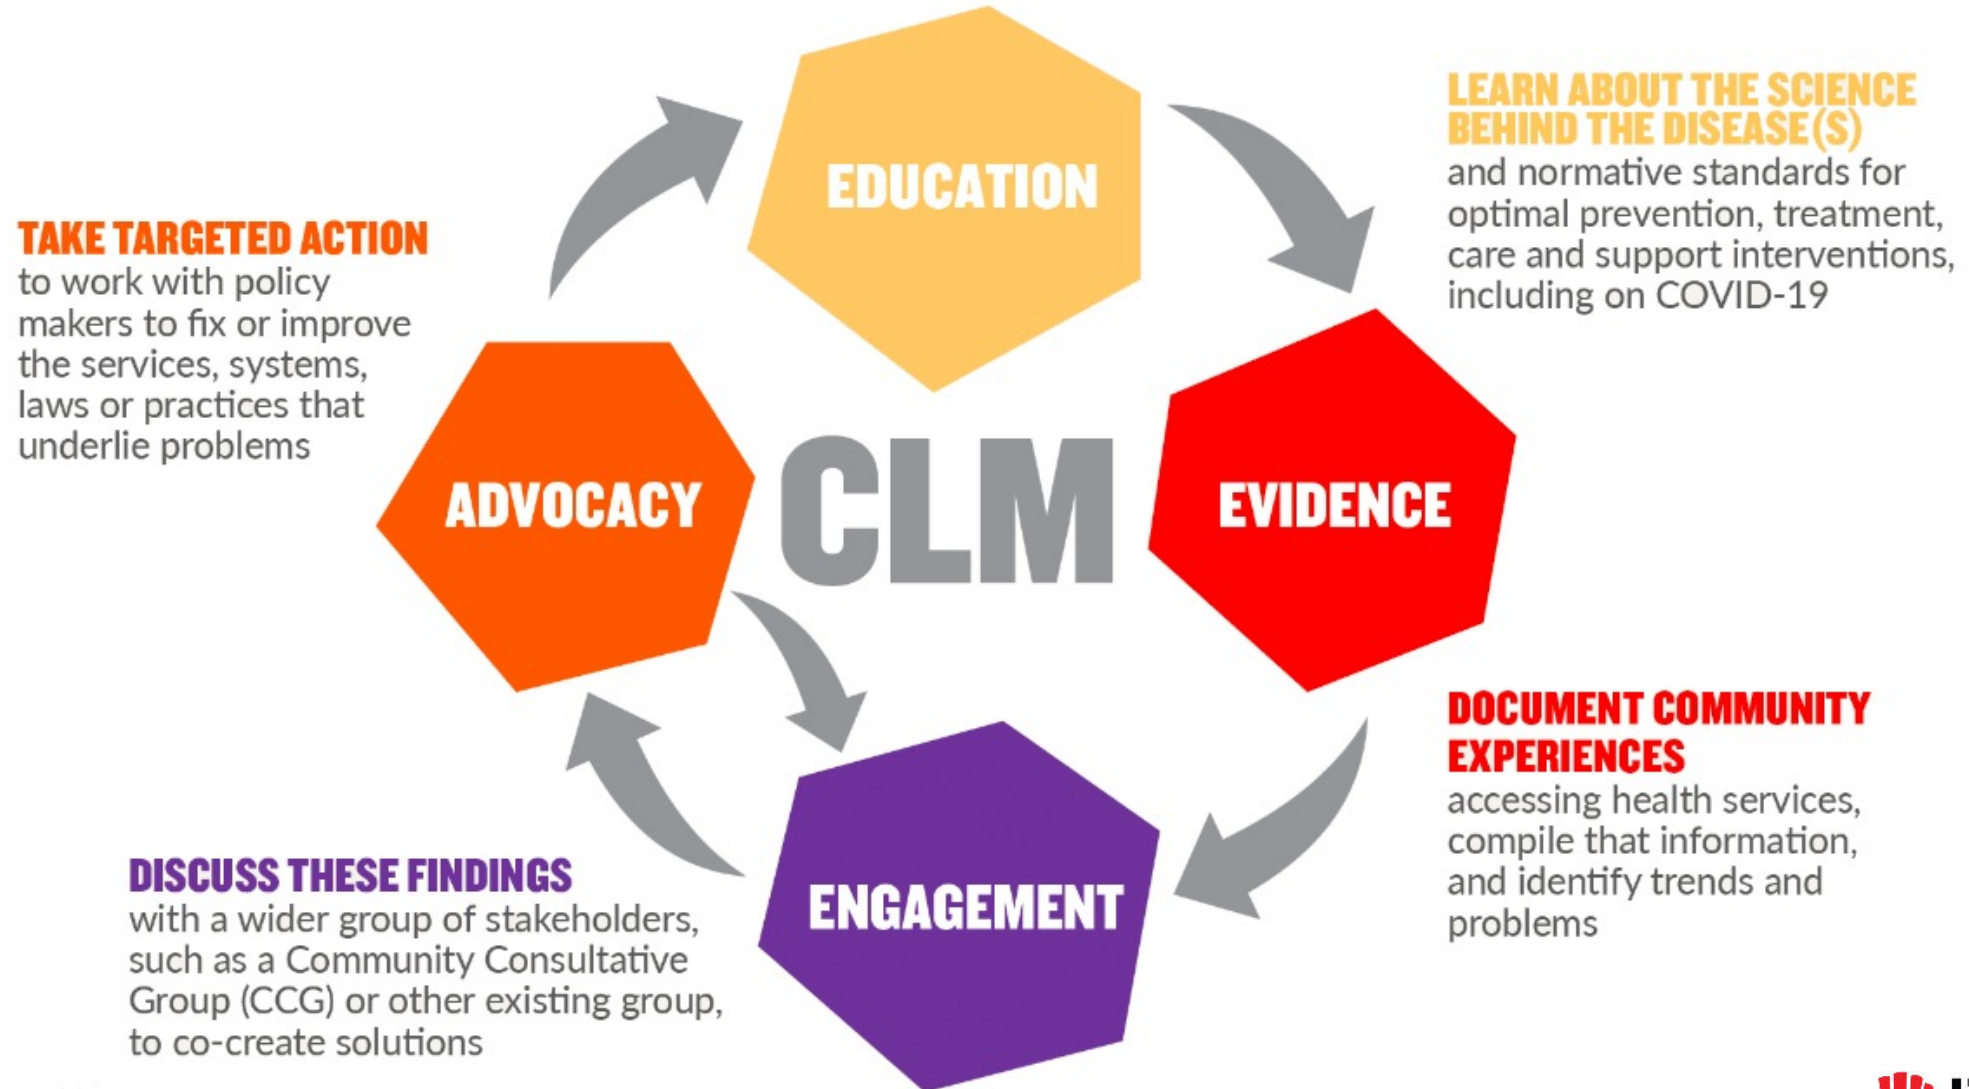 EDUCATION
LEARN ABOUT THE SCIENCE
BEHIND THE DISEASE(S)
and normative standards for
optimal prevention, treatment,
care and support interventions,
including on COVID-19
TAKE TARGETED ACTION
to work with policy
makers to fix or improve
the services, systems,
laws or practices that
underlie problems
ADVOCACY
CLM
EVIDENCE
DOCUMENT COMMUNITY
EXPERIENCES
accessing health services,
compile that information,
and identify trends and
problems
DISCUSS THESE FINDINGS
with a wider group of stakeholders,
such as a Community Consultative
Group (CCG) or other existing group,
to co-create solutions
ENGAGEMENT